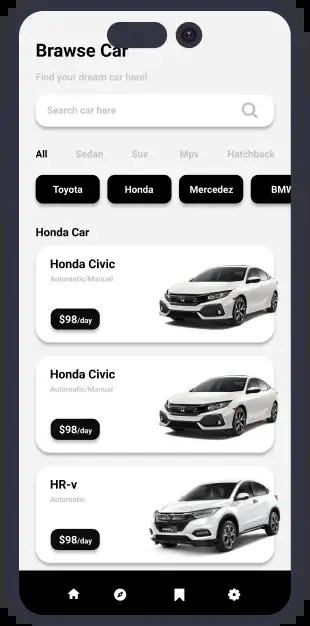 Brawse Car
Find your dream car here!
Search car here
All Sedan Suv Mpv Hatchback
Toyota Honda Mercedez BMW
Honda Car
Honda Civic
Automatic/Manual
$98/day
Honda Civic
Automatic/Manual
$98/day
HR-v
Automatic
$98/day